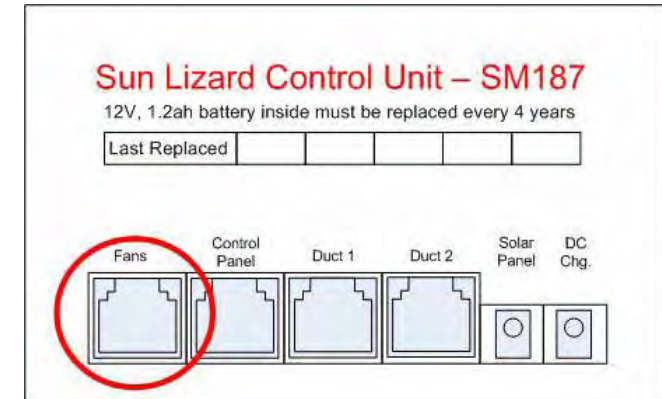 Sun Lizard Control Unit – SM187
12V, 1.2ah battery inside must be replaced every 4 years
Last Replaced
Fans
Control
Panel
Duct 1
Duct 2
Solar
Panel
DC
Chg.